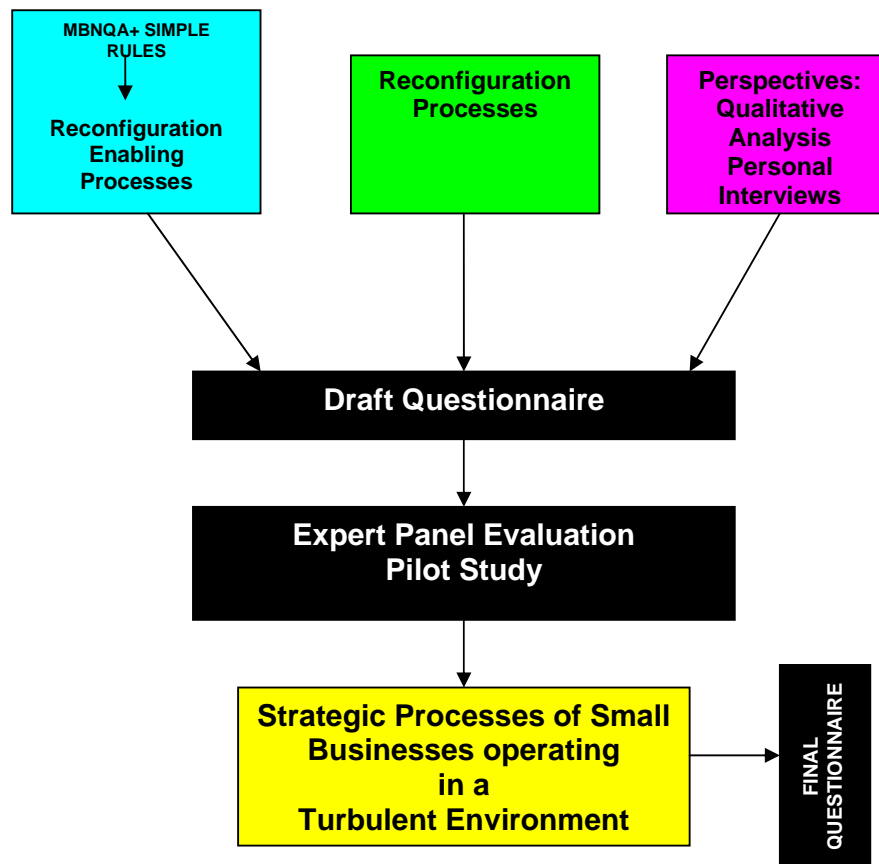 MBNQA+ SIMPLE
RULES
Reconfiguration
Enabling
Processes
Reconfiguration
Processes
Perspectives:
Qualitative
Analysis
Personal
Interviews
Draft Questionnaire
Expert Panel Evaluation
Pilot Study
Strategic Processes of Small
Businesses operating
in a
Turbulent Environment
FINAL
QUESTIONNAIRE